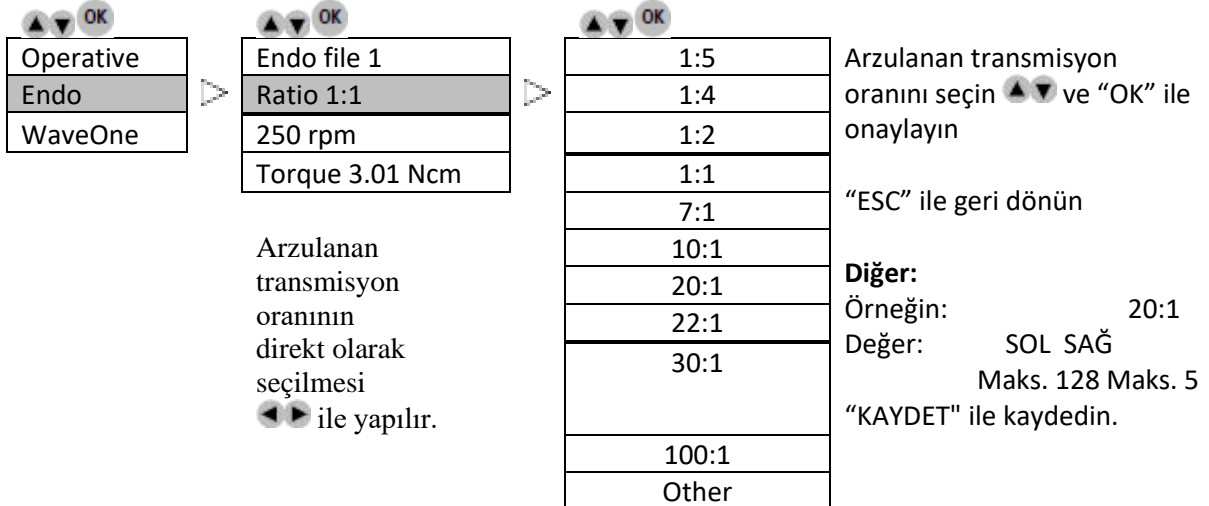 OK
Operative
Endo
WaveOne
OK
Endo file 1
Ratio 1:1
250 rpm
Torque 3.01 Ncm
Arzulanan
transmisyon
oranının
direkt olarak
seçilmesi
ile yapılır.
OK
1:5
1:4
1:2
1:1
7:1
10:1
20:1
22:1
30:1
100:1
Other
Arzulanan transmisyon
oranını seçin ve “OK” ile
onaylayın
“ESC” ile geri dönün
Diğer:
Örneğin: 20:1
Değer: SOL SAĞ
Maks. 128 Maks. 5
“KAYDET" ile kaydedin.